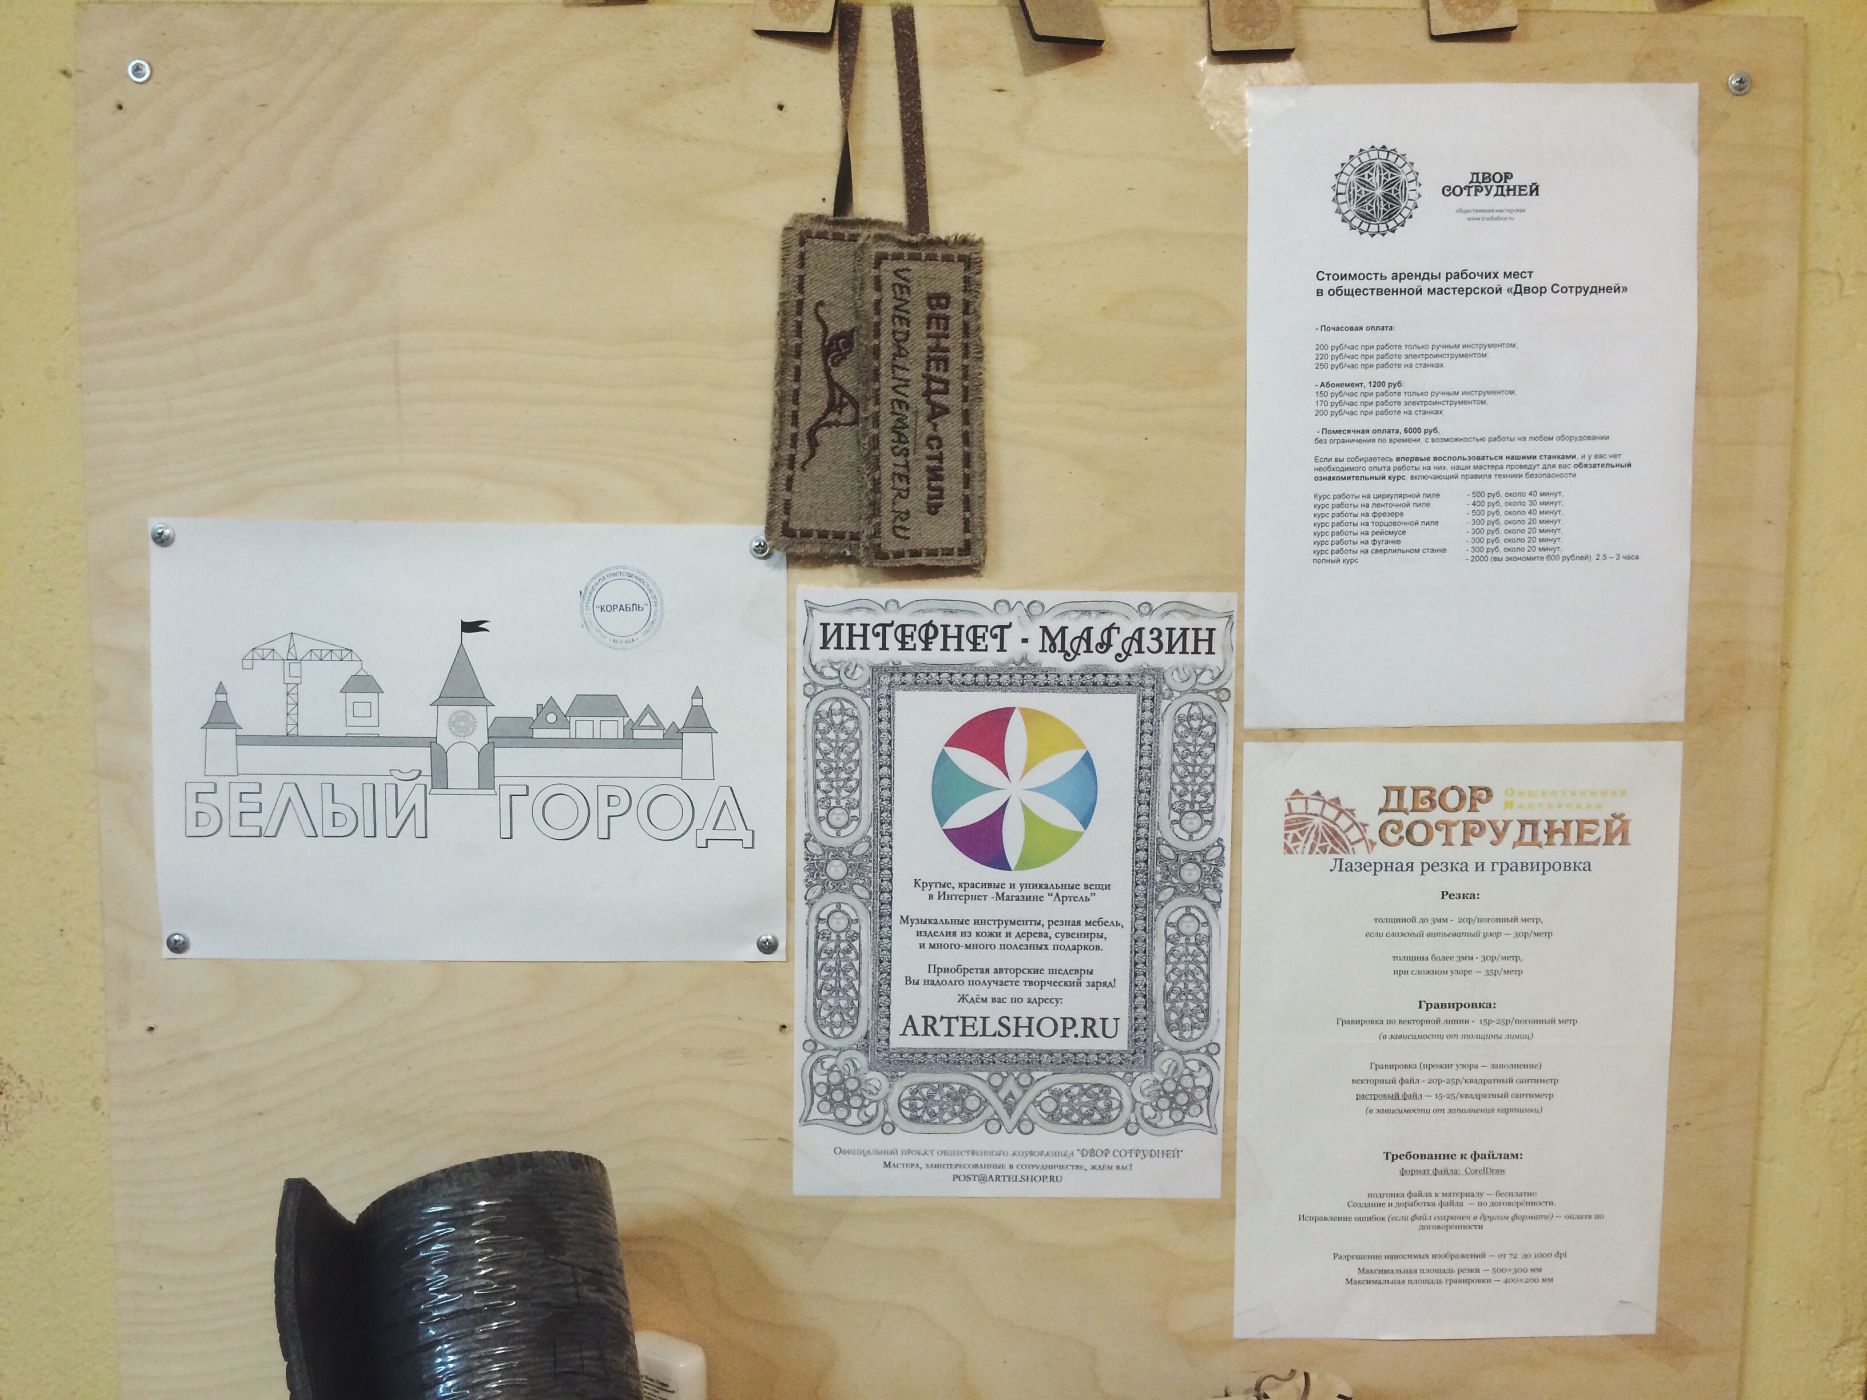 ВЕНЕДА-СТИЛЬ
VENEDA.LIVEMASTER.RU
"КОРАБЛЬ"
БЕЛЫЙ ГОРОД
ИНТЕРНЕТ - МАГАЗИН
Крутые, красивые и уникальные вещи
в Интернет -Магазине "Артель"
Музыкальные инструменты, резная мебель,
изделия из кожи и дерева, сувениры,
и много-много полезных подарков.
Приобретая авторские шедевры
Вы надолго получаете творческий заряд!
Ждём вас по адресу:
ARTELSHOP.RU
Официальный проект общественного коворкинга "ДВОР СОТРУДНЕЙ"
Мастера, заинтересованные в сотрудничестве, ждём вас!
POST@ARTELSHOP.RU
ДВОР
СОТРУДНЕЙ
общественная мастерская
Стоимость аренды рабочих мест
в общественной мастерской «Двор Сотрудней»
- Почасовая оплата:
200 руб/час при работе только ручным инструментом;
220 руб/час при работе электроинструментом;
250 руб/час при работе на станках.
- Абонемент, 1200 руб:
150 руб/час при работе только ручным инструментом;
170 руб/час при работе электроинструментом;
200 руб/час при работе на станках.
- Помесячная оплата, 6000 руб,
без ограничения по времени, с возможностью работы на любом оборудовании.
Если вы собираетесь впервые воспользоваться нашими станками, и у вас нет
необходимого опыта работы на них, наши мастера проведут для вас обязательный
ознакомительный курс, включающий правила техники безопасности.
Курс работы на циркулярной пиле - 500 руб, около 40 минут,
курс работы на ленточной пиле - 400 руб, около 30 минут,
курс работы на фрезере - 500 руб, около 40 минут,
курс работы на торцовочной пиле - 300 руб, около 20 минут,
курс работы на рейсмусе - 300 руб, около 20 минут,
курс работы на фуганке - 300 руб, около 20 минут,
курс работы на сверлильном станке - 300 руб, около 20 минут,
полный курс - 2000 (вы экономите 600 рублей), 2,5 – 3 часа.
ДВОР Общественная
СОТРУДНЕЙ Мастерская
Лазерная резка и гравировка
Резка:
толщиной до 3мм - 20р/погонный метр,
если сложный витьеватый узор — 30р/метр
толщина более 3мм - 30р/метр,
при сложном узоре — 35р/метр
Гравировка:
Гравировка по векторной линии - 15р-25р/погонный метр
(в зависимости от толщины линии)
Гравировка (прожиг узора — заполнение)
векторный файл - 20р-25р/квадратный сантиметр
растровый файл — 15-25/квадратный сантиметр
(в зависимости от заполнения картинки)
Требование к файлам:
формат файла: CorelDraw
подгонка файла к материалу — бесплатно
Создание и доработка файла — по договорённости.
Исправление ошибок (если файл сохранен в другом формате) — оплата по
договоренности
Разрешение наносимых изображений — от 72 до 1000 dpi
Максимальная площадь резки — 500×300 мм
Максимальная площадь гравировки — 400×200 мм